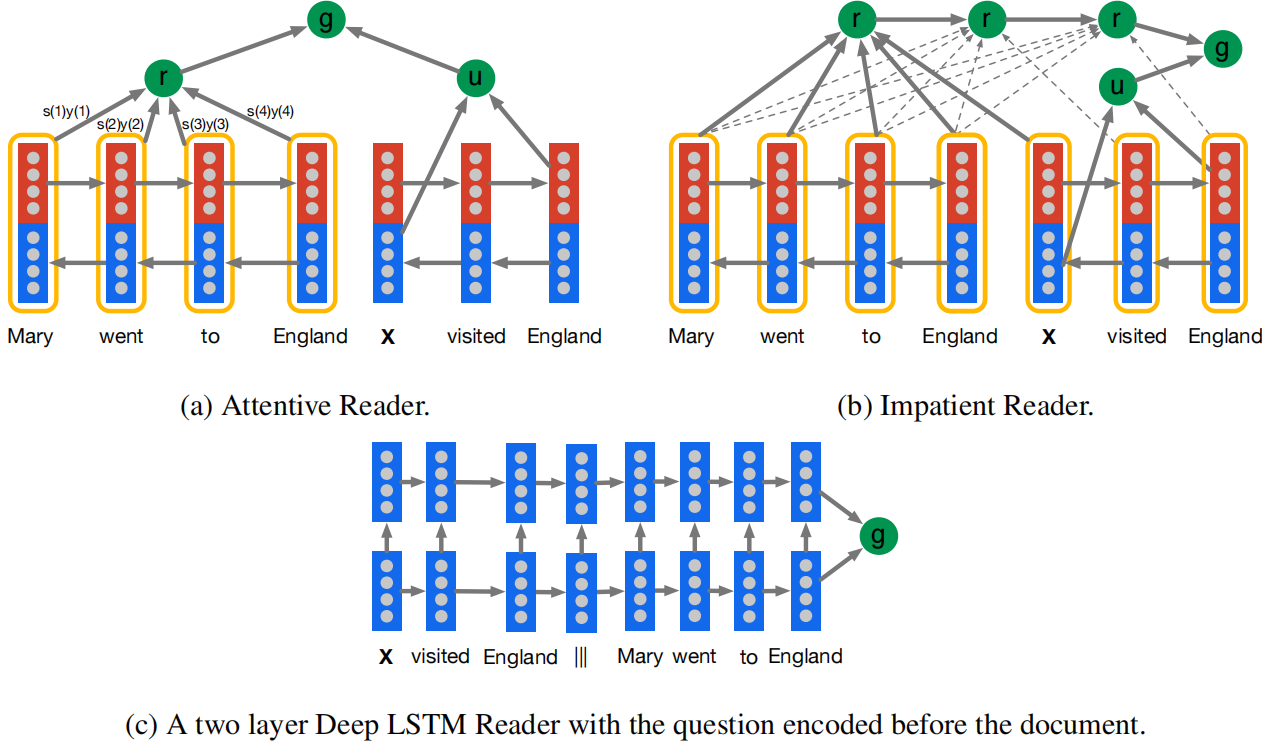 g
r
u
s(1)y(1)
s(2)y(2)
s(3)y(3)
s(4)y(4)
Mary went to England X visited England
(a) Attentive Reader.
r r r
g
u
Mary went to England X visited England
(b) Impatient Reader.
g
X visited England ||| Mary went to England
(c) A two layer Deep LSTM Reader with the question encoded before the document.